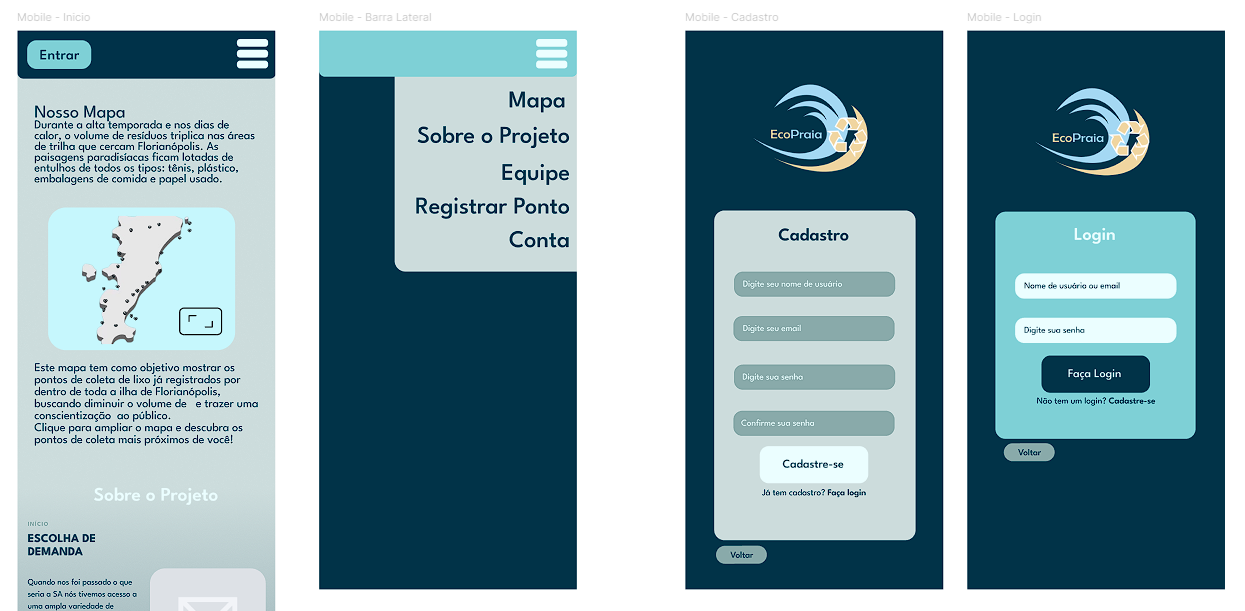 Mobile - Inicio
Entrar
Nosso Mapa
Durante a alta temporada e nos dias de
calor, o volume de resíduos triplica nas áreas
de trilha que cercam Florianópolis. As
paisagens paradisíacas ficam lotadas de
entulhos de todos os tipos: tênis, plástico,
embalagens de comida e papel usado.
Este mapa tem como objetivo mostrar os
pontos de coleta de lixo já registrados por
dentro de toda a ilha de Florianópolis,
buscando diminuir o volume de e trazer uma
conscientização ao público.
Clique para ampliar o mapa e descubra os
pontos de coleta mais próximos de você!
Sobre o Projeto
INÍCIO
ESCOLHA DE
DEMANDA
Quando nos foi passado o que
seria a SA nós tivemos acesso a
uma ampla variedade de
Mobile - Barra Lateral
Mapa
Sobre o Projeto
Equipe
Registrar Ponto
Conta
Mobile - Cadastro
EcoPraia
Cadastro
Digite seu nome de usuário
Digite seu email
Digite sua senha
Confirme sua senha
Cadastre-se
Já tem cadastro? Faça login
Voltar
Mobile - Login
EcoPraia
Login
Nome de usuário ou email
Digite sua senha
Faça Login
Não tem um login? Cadastre-se
Voltar